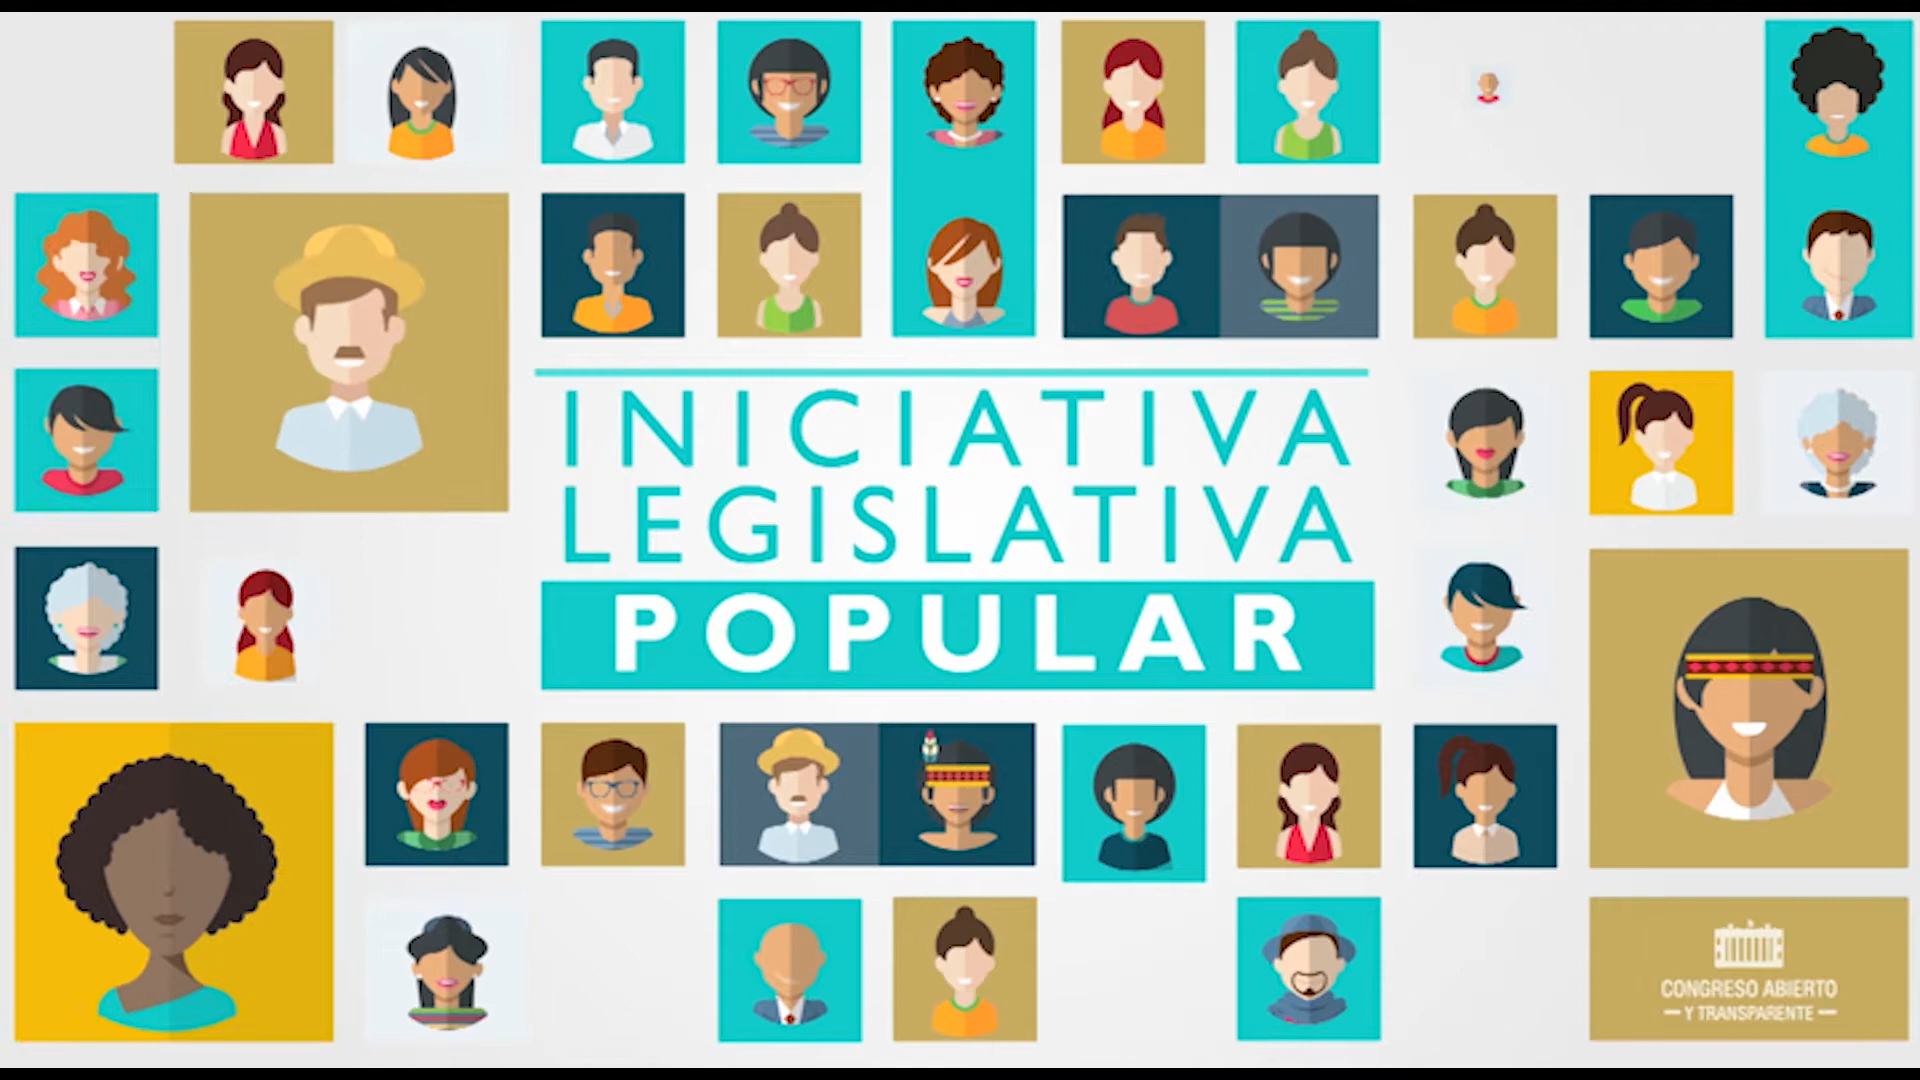 INICIATIVA
LEGISLATIVA
POPULAR
CONGRESO ABIERTO
Y TRANSPARENTE